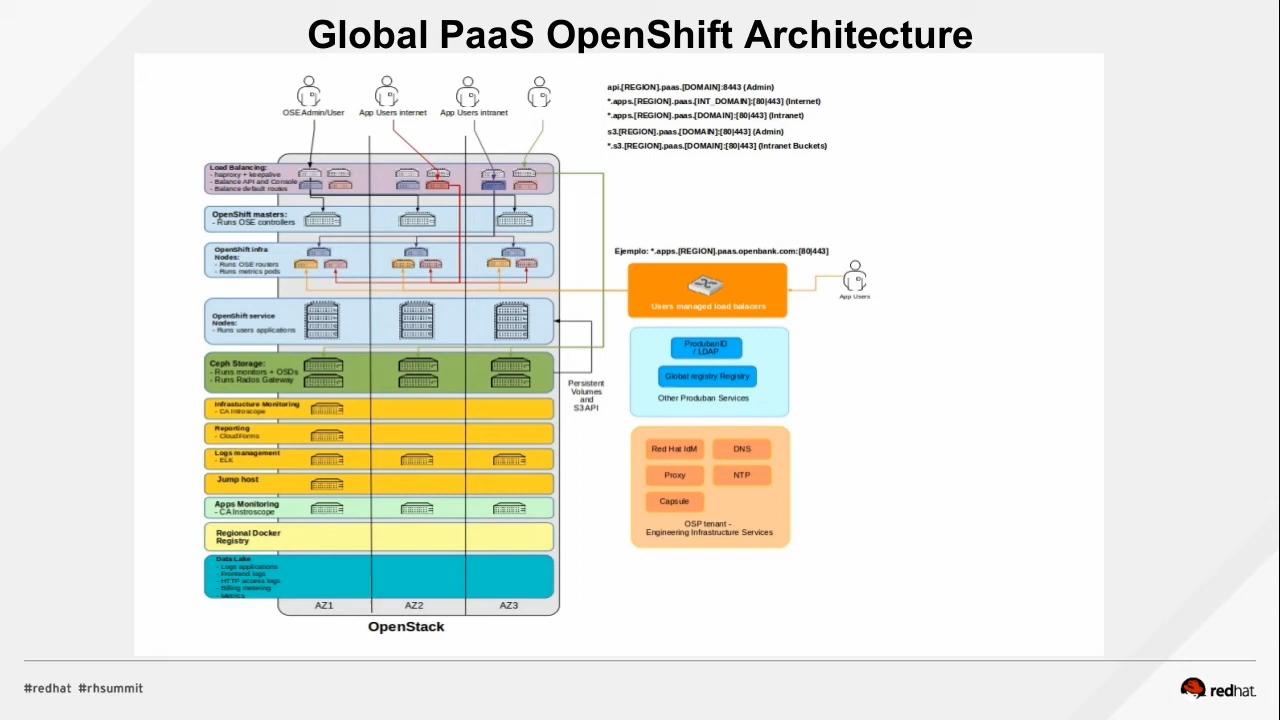 Global PaaS OpenShift Architecture
OSE Admin/User
App Users internet
App Users intranet
api.[REGION].paas.[DOMAIN]:8443 (Admin)
*.apps.[REGION].paas.[INT_DOMAIN]:[80|443] (Internet)
*.apps.[REGION].paas.[DOMAIN]:[80|443] (Intranet)
s3.[REGION].paas.[DOMAIN]:[80|443] (Admin)
*.s3.[REGION].paas.[DOMAIN]:[80|443] (Intranet Buckets)
Load Balancing:
- haproxy + keepalive
- Balance API and Console
- Balance default routes
OpenShift masters:
- Runs OSE controllers
OpenShift infra
Nodes:
- Runs OSE routers
- Runs metrics pods
OpenShift service
Nodes:
- Runs users applications
Ceph Storage:
- Runs monitors + OSDs
- Runs Rados Gateway
Infrastucture Monitoring
- CA Introscope
Reporting
- CloudForms
Logs management
- ELK
Jump host
Apps Monitoring
- CA Instroscope
Regional Docker
Registry
Data Lake
- Logs applications
- Frontend logs
- HTTP access logs
- Billing metering
- Metrics
AZ1
AZ2
AZ3
OpenStack
Persistent
Volumes
and
S3 API
Ejemplo: *.apps.[REGION].paas.openbank.com:[80|443]
Users managed load balacers
App Users
ProdubanID
/ LDAP
Global registry Registry
Other Produban Services
Red Hat IdM
DNS
Proxy
NTP
Capsule
OSP tenant -
Engineering Infrastructure Services
#redhat #rhsummit
redhat.